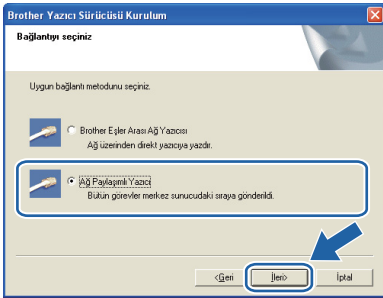 Brother Yazıcı Sürücüsü Kurulum
Bağlantıyı seçiniz
Uygun bağlantı metodunu seçiniz.
Brother Eşler Arası Ağ Yazıcısı
Ağ üzerinden direkt yazıcıya yazdır.
Ağ Paylaşımlı Yazıcı
Bütün görevler merkez sunucudaki sıraya gönderildi.
<Geri İleri> İptal